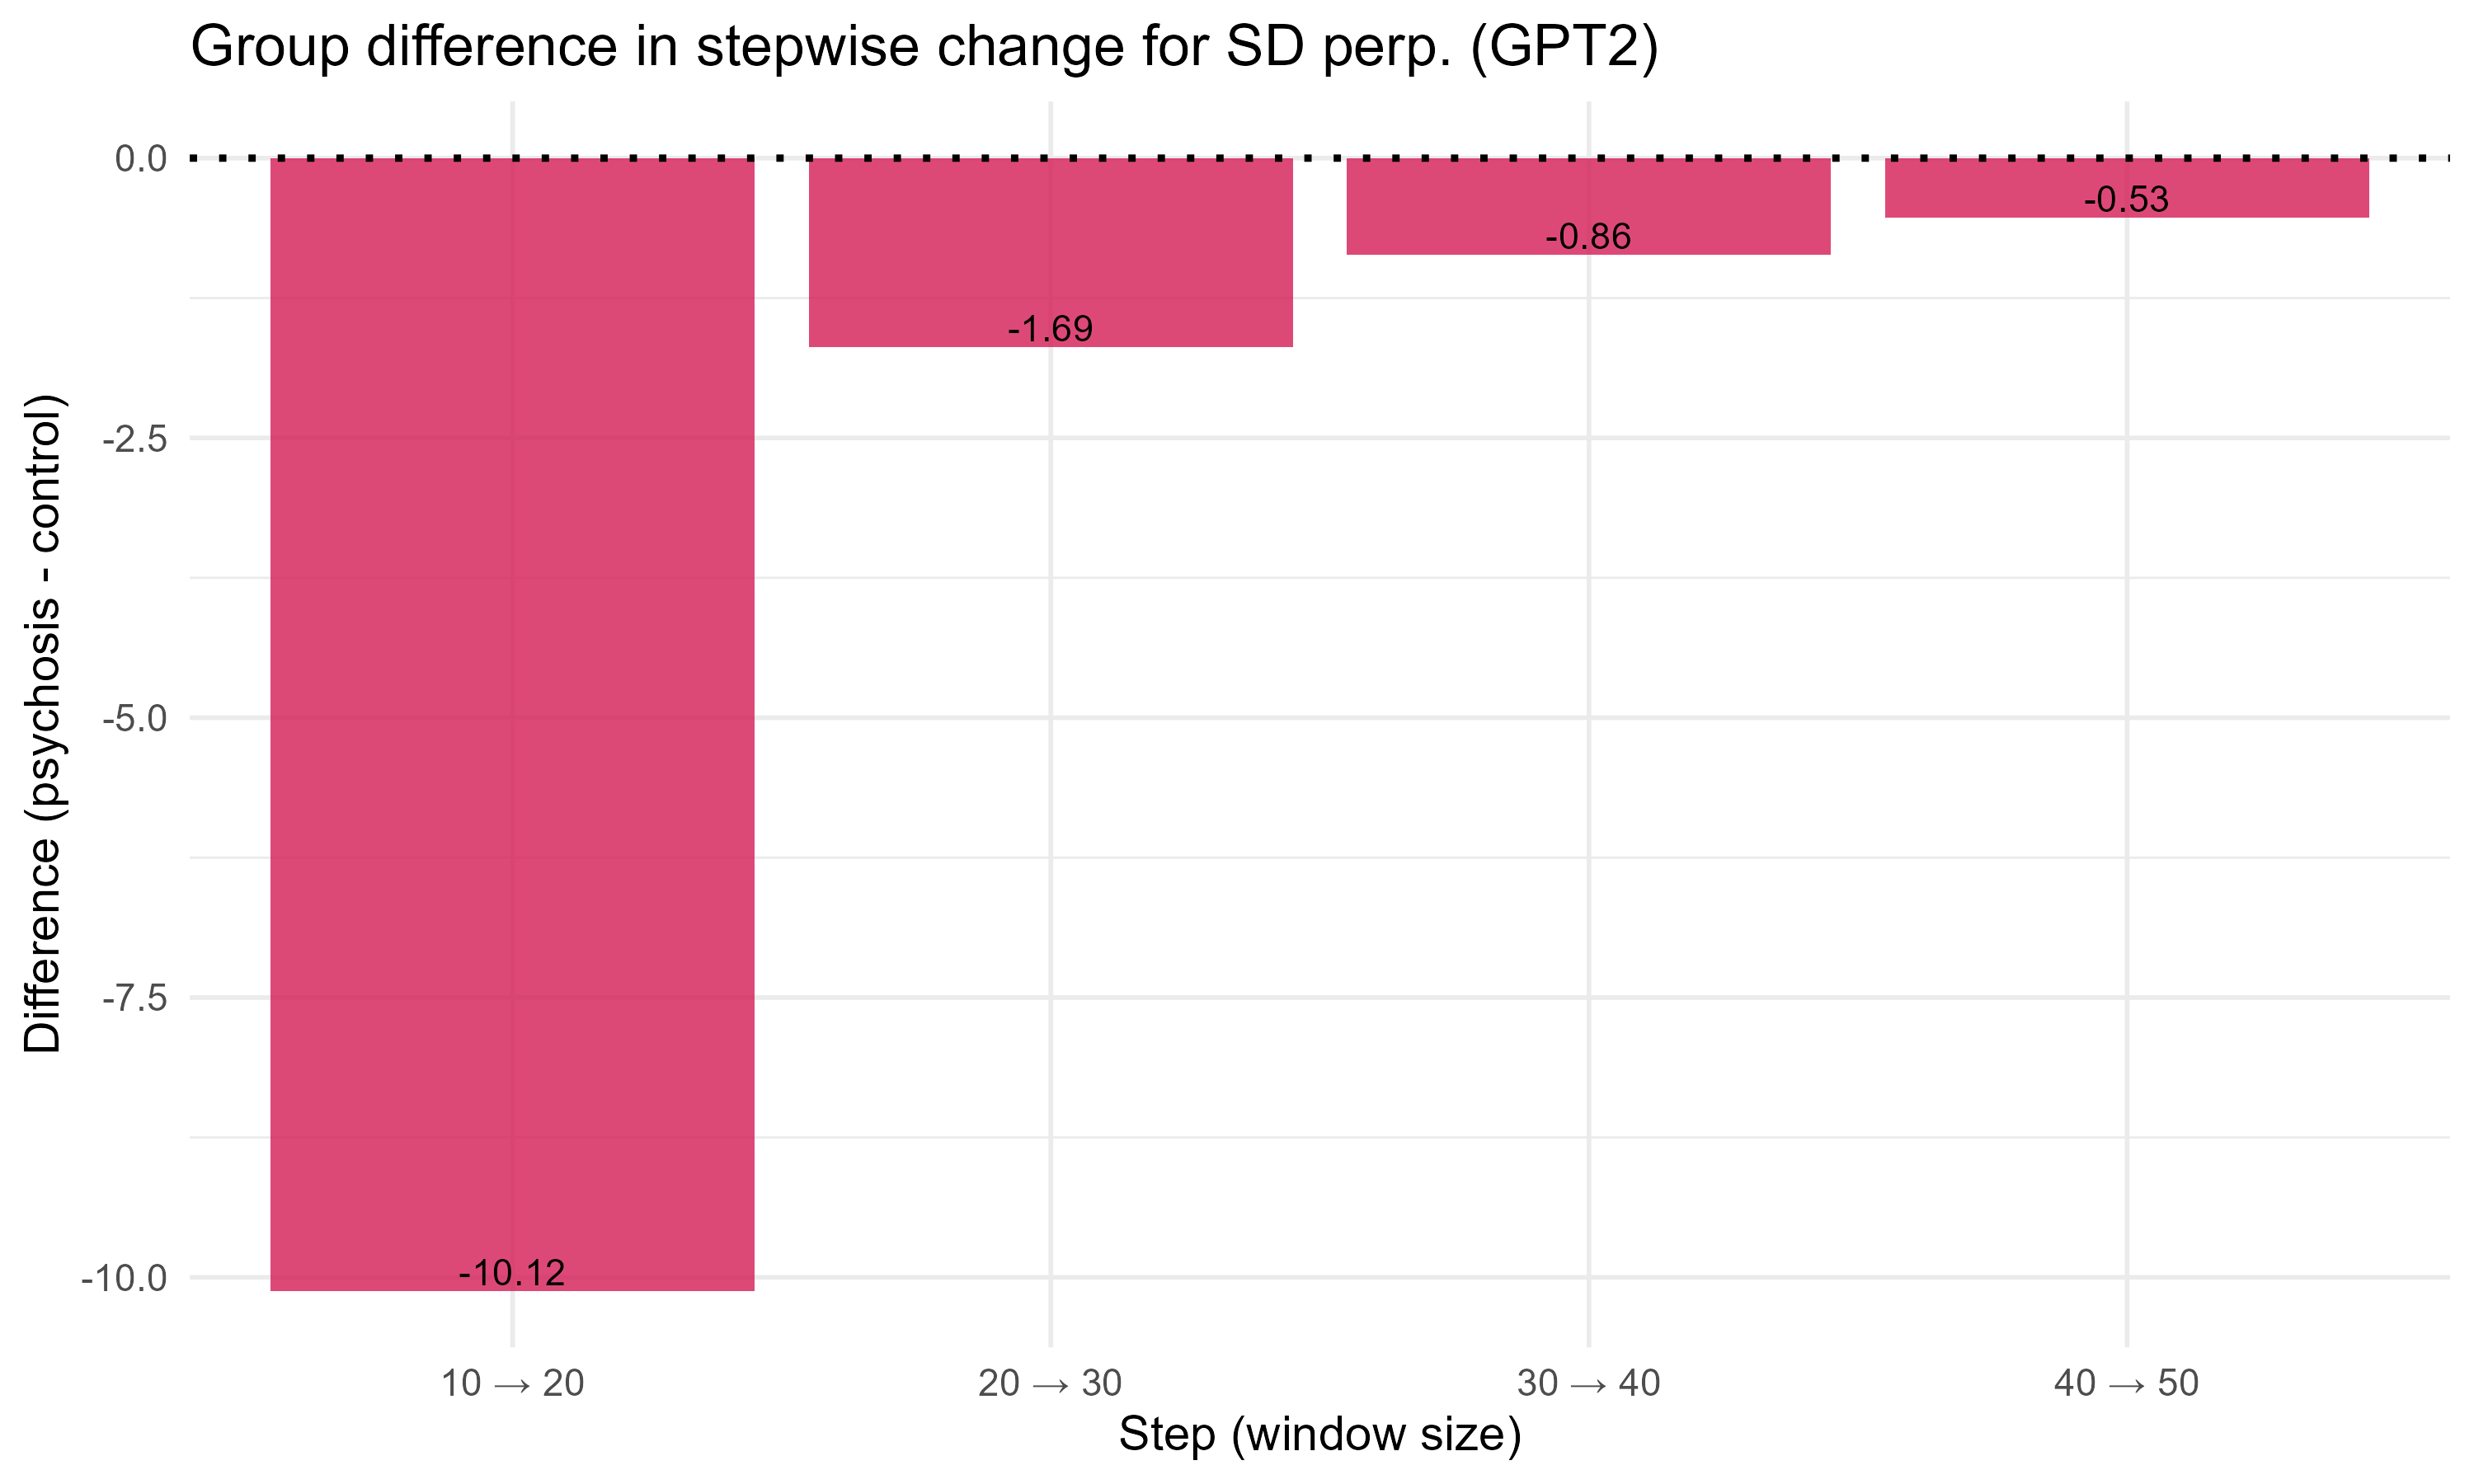 Group difference in stepwise change for SD perp. (GPT2)
Difference (psychosis - control)
0.0
-2.5
-5.0
-7.5
-10.0
-10.12
-1.69
-0.86
-0.53
10 → 20
20 → 30
30 → 40
40 → 50
Step (window size)